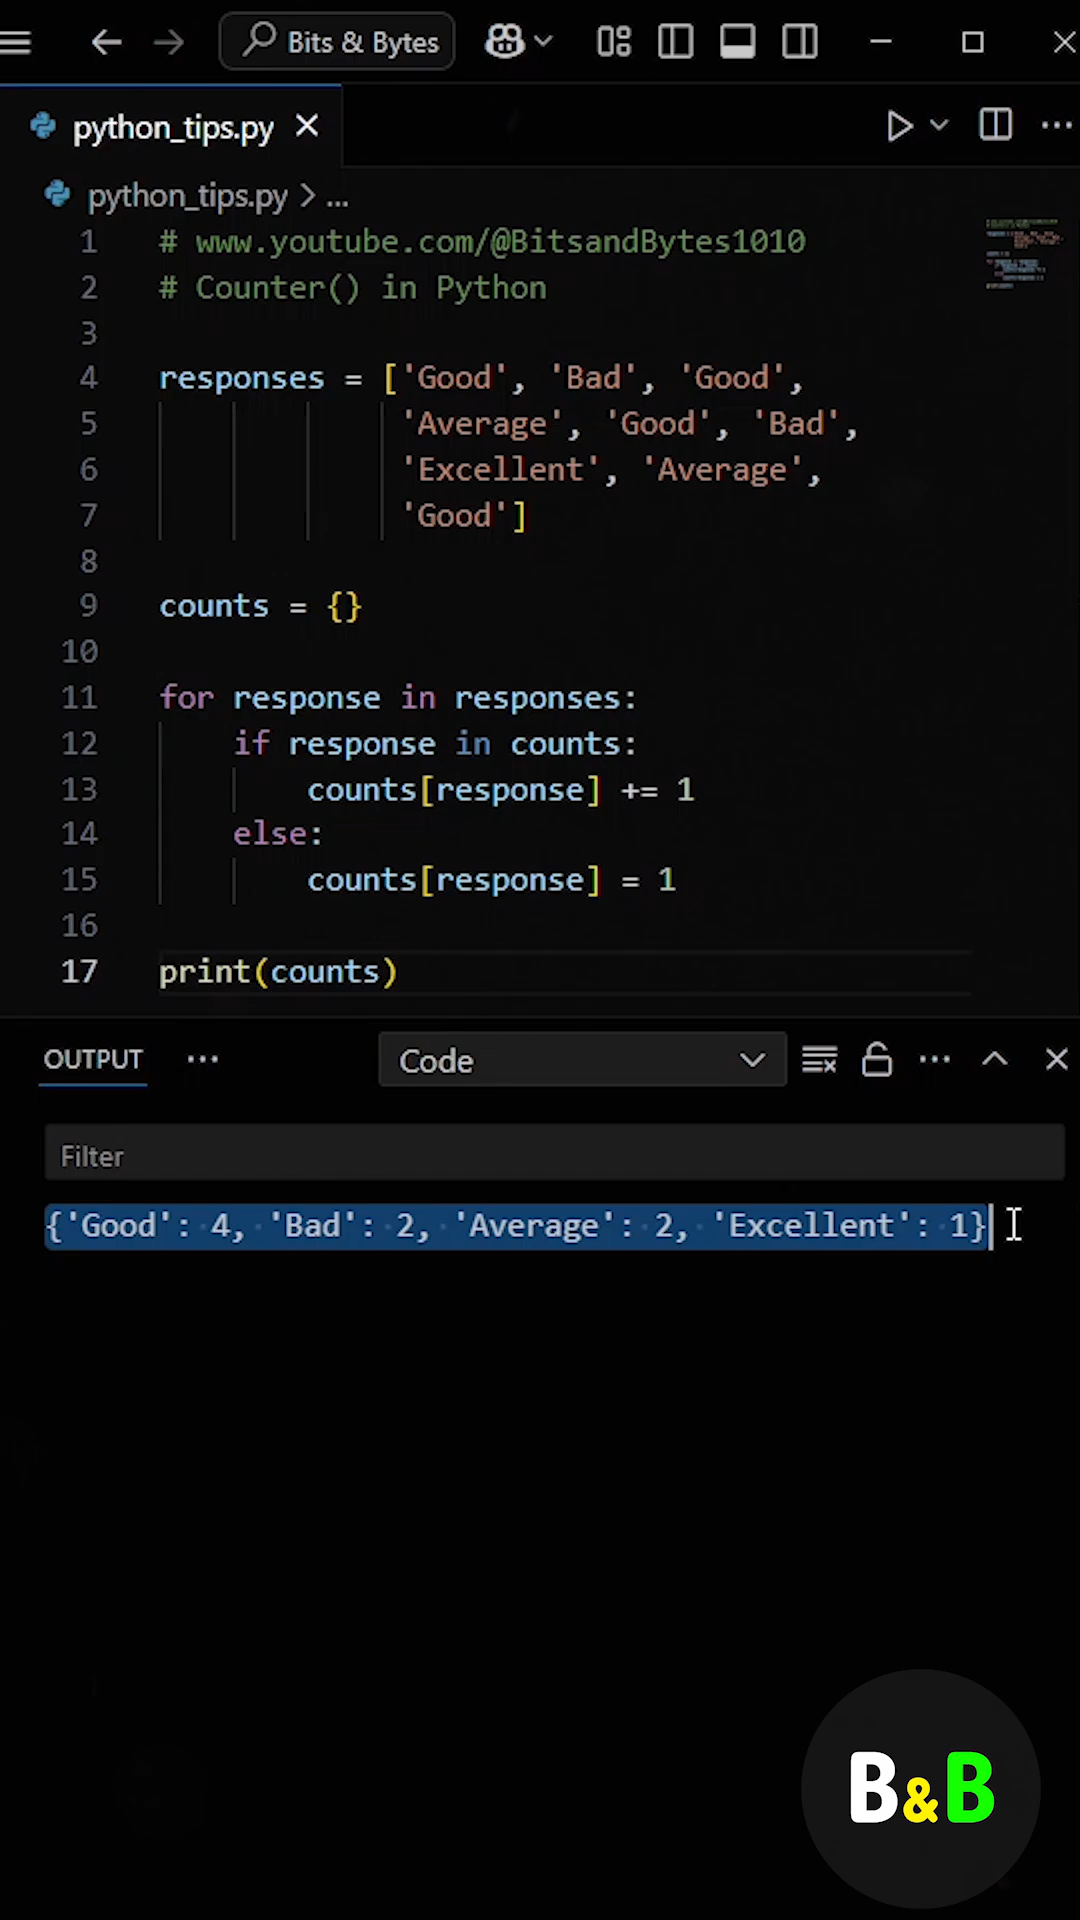 Bits & Bytes
python_tips.py
python_tips.py > ...
1 # www.youtube.com/@BitsandBytes1010
2 # Counter() in Python
3
4 responses = ['Good', 'Bad', 'Good',
5 'Average', 'Good', 'Bad',
6 'Excellent', 'Average',
7 'Good']
8
9 counts = {}
10
11 for response in responses:
12 if response in counts:
13 counts[response] += 1
14 else:
15 counts[response] = 1
16
17 print(counts)
OUTPUT ... Code
Filter
{'Good': 4, 'Bad': 2, 'Average': 2, 'Excellent': 1}
B&B